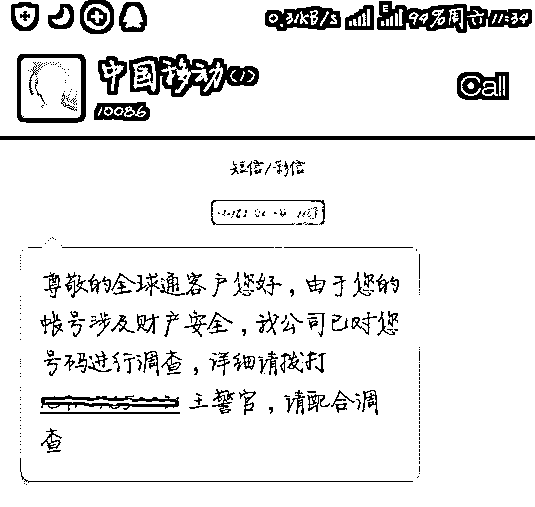 0.31KB/s 94% 周六 11:34
中国移动(1)
10086
Call
短信/彩信
尊敬的全球通客户您好，由于您的
帐号涉及财产安全，我公司已对您
号码进行调查，详细请拨打
王警官，请配合调
查